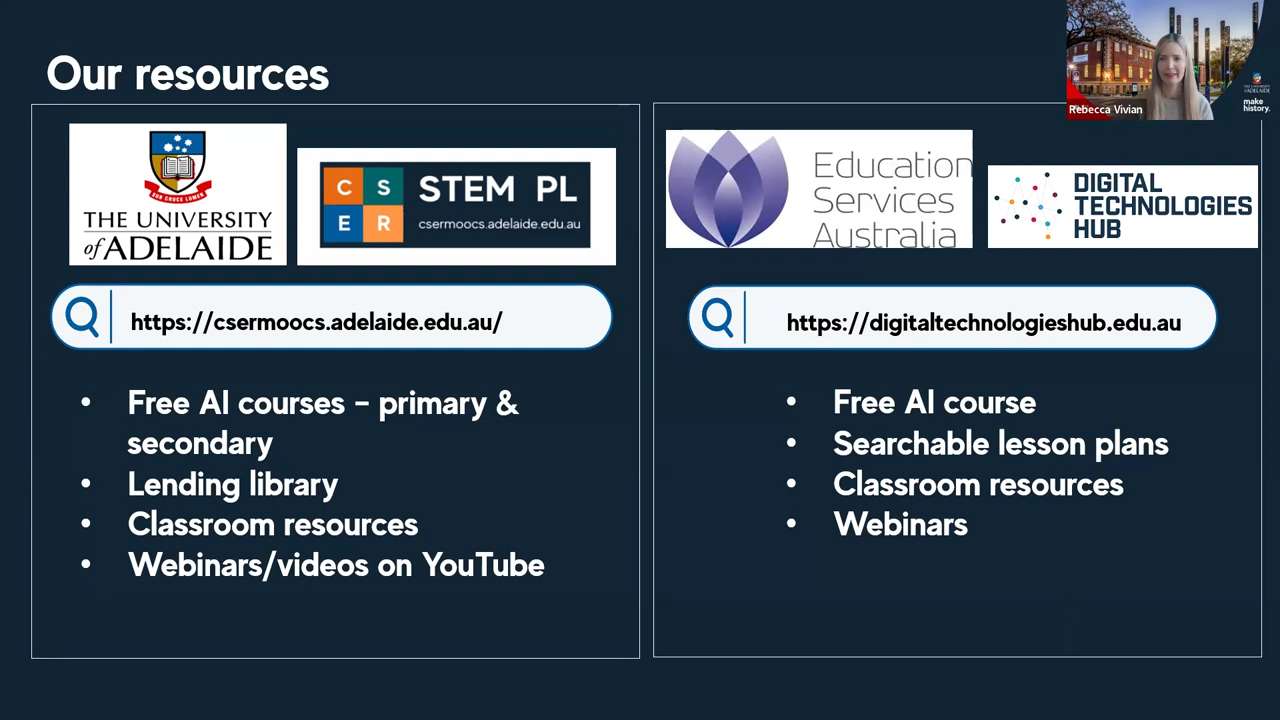 Our resources
Rebecca Vivian
make
history.
THE UNIVERSITY
of ADELAIDE
CSER
STEM PL
csermoocs.adelaide.edu.au
https://csermoocs.adelaide.edu.au/
• Free AI courses – primary &
secondary
• Lending library
• Classroom resources
• Webinars/videos on YouTube
Education
Services
Australia
DIGITAL
TECHNOLOGIES
HUB
https://digitaltechnologieshub.edu.au
• Free AI course
• Searchable lesson plans
• Classroom resources
• Webinars